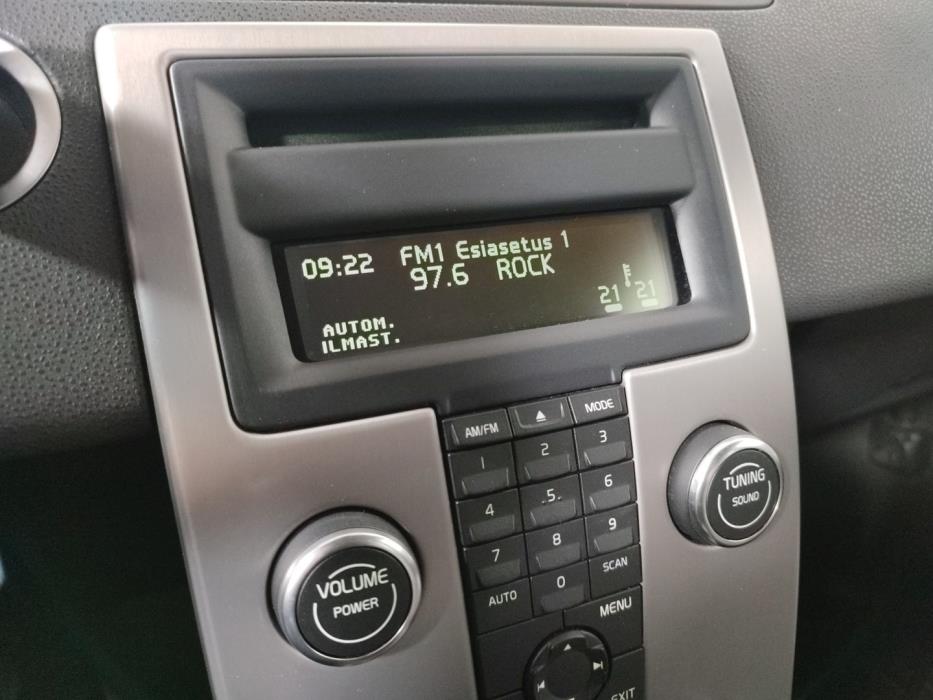 09:22 FM1 Esiasetus 1
97.6 ROCK
21 21
AUTOM.
ILMAST.
AM/FM MODE
1 2 3
4 .5. 6
7 8 9
AUTO 0 SCAN
MENU
EXIT
VOLUME
POWER
TUNING
SOUND